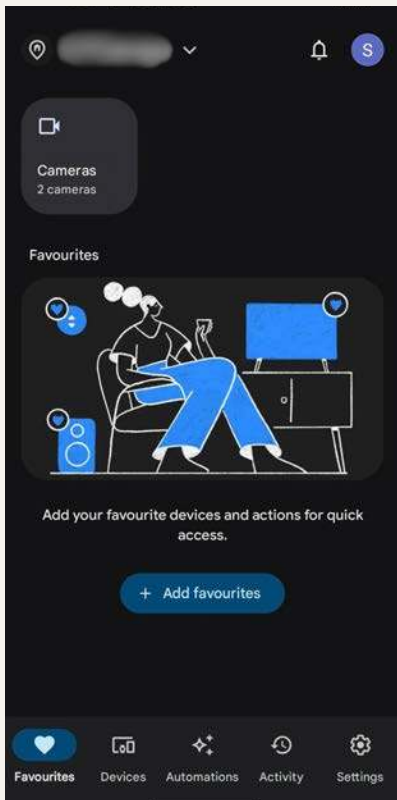 S
Cameras
2 cameras
Favourites
Add your favourite devices and actions for quick
access.
+ Add favourites
Favourites
Devices
Automations
Activity
Settings